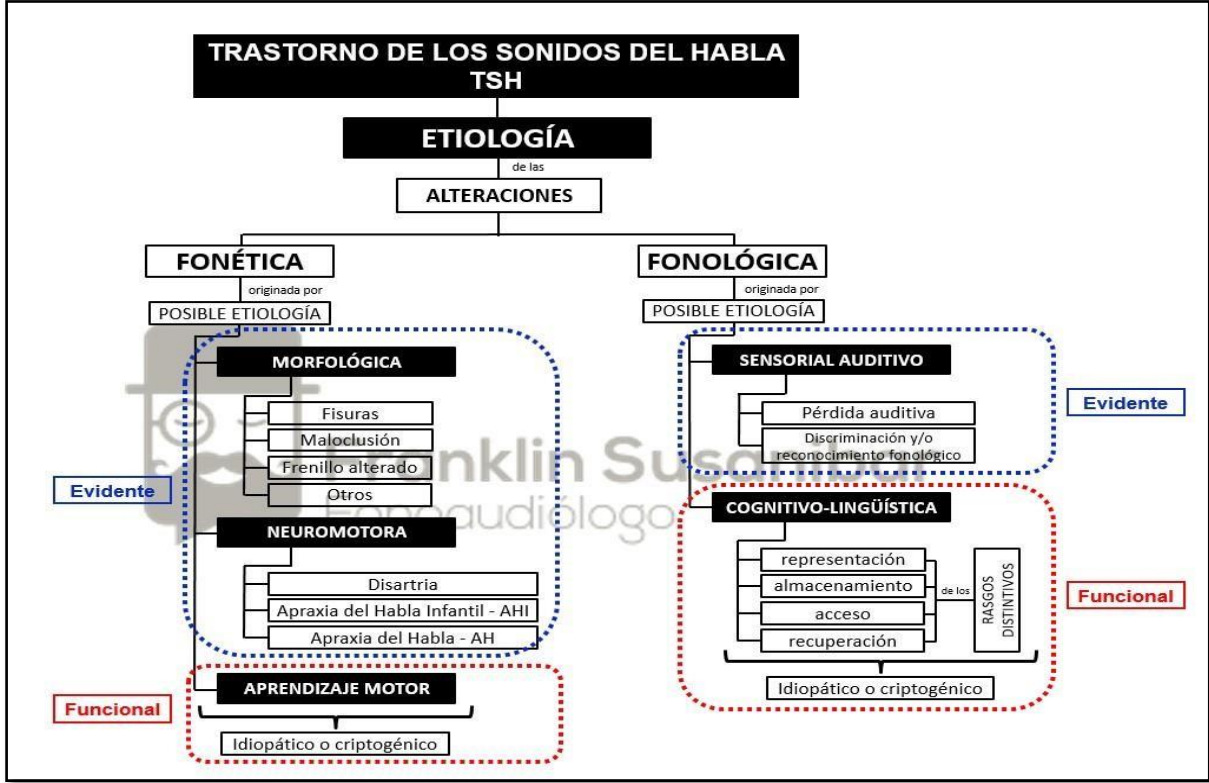 TRASTORNO DE LOS SONIDOS DEL HABLA
TSH
ETIOLOGÍA
de las
ALTERACIONES
FONÉTICA
originada por
POSIBLE ETIOLOGÍA
MORFOLÓGICA
Fisuras
Maloclusión
Frenillo alterado
Otros
NEUROMOTORA
Disartria
Apraxia del Habla Infantil - AHI
Apraxia del Habla - AH
Evidente
APRENDIZAJE MOTOR
Idiopático o criptogénico
Funcional
FONOLÓGICA
originada por
POSIBLE ETIOLOGÍA
SENSORIAL AUDITIVO
Pérdida auditiva
Discriminación y/o
reconocimiento fonológico
Evidente
COGNITIVO-LINGÜÍSTICA
representación
almacenamiento
acceso
recuperación
de los
RASGOS
DISTINTIVOS
Idiopático o criptogénico
Funcional
Franklin Susanibar
Fonoaudiólogo